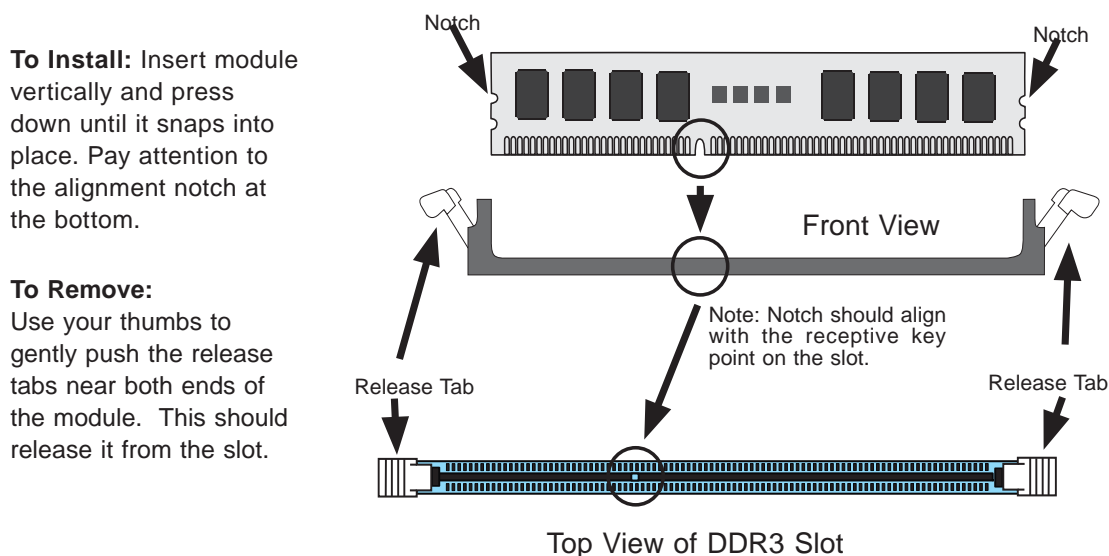 To Install: Insert module
vertically and press
down until it snaps into
place. Pay attention to
the alignment notch at
the bottom.
To Remove:
Use your thumbs to
gently push the release
tabs near both ends of
the module. This should
release it from the slot.
Notch
Notch
Front View
Note: Notch should align
with the receptive key
point on the slot.
Release Tab
Release Tab
Top View of DDR3 Slot